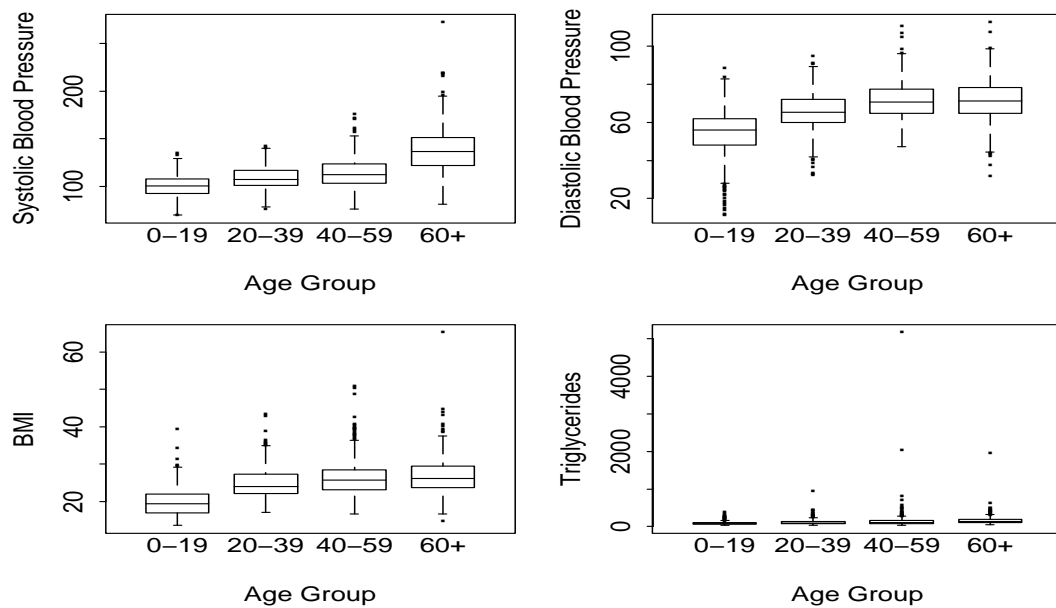 Systolic Blood Pressure
200
100
0–19 20–39 40–59 60+
Age Group
Diastolic Blood Pressure
100
60
20
0–19 20–39 40–59 60+
Age Group
BMI
60
40
20
0–19 20–39 40–59 60+
Age Group
Triglycerides
4000
2000
0
0–19 20–39 40–59 60+
Age Group